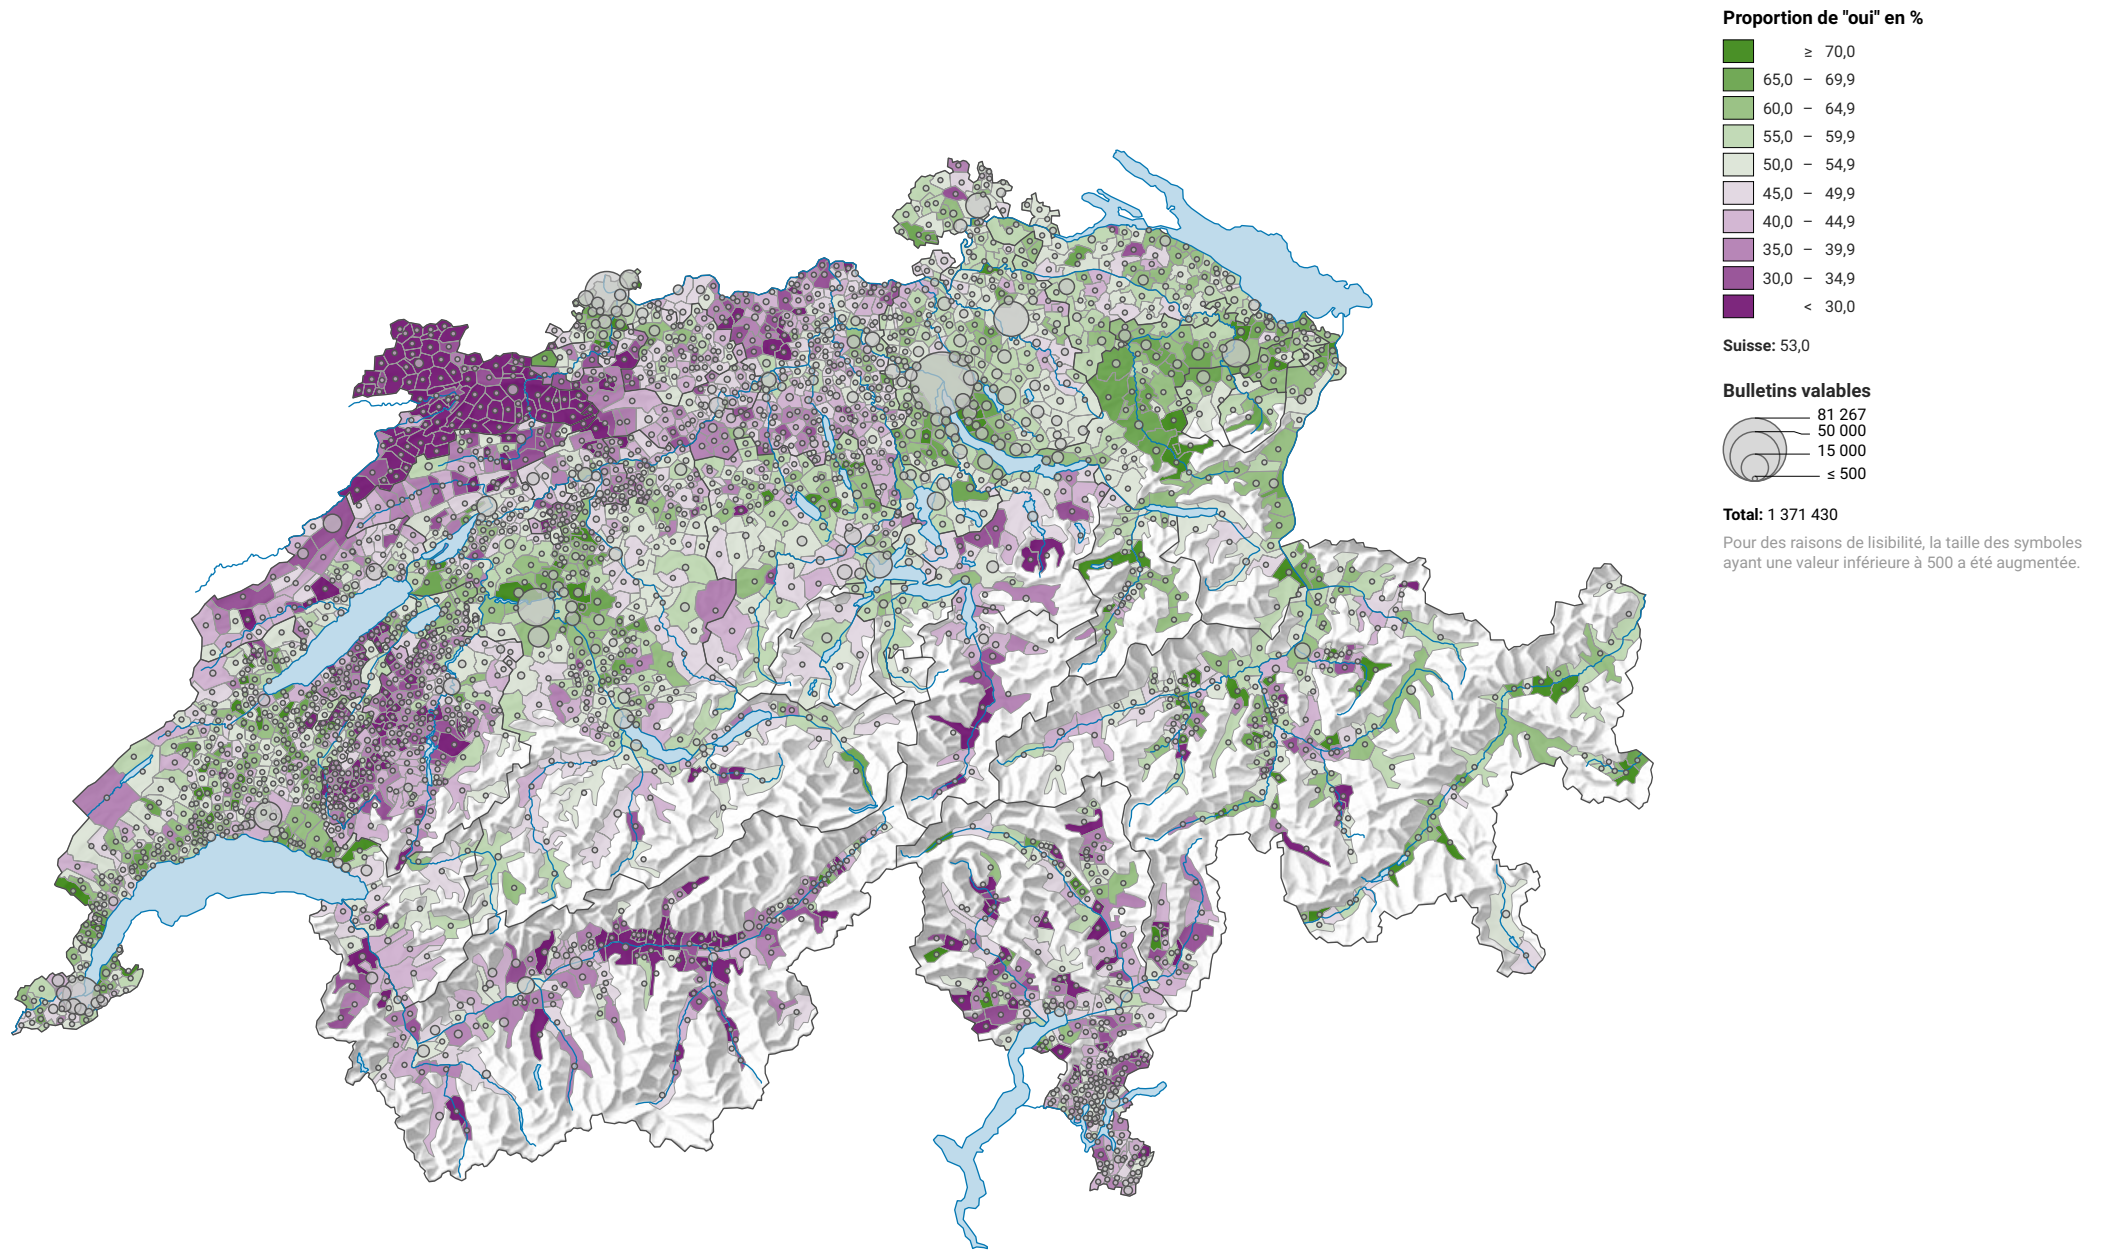 Proportion de "oui" en %
≥ 70,0
65,0 – 69,9
60,0 – 64,9
55,0 – 59,9
50,0 – 54,9
45,0 – 49,9
40,0 – 44,9
35,0 – 39,9
30,0 – 34,9
< 30,0
Suisse: 53,0
Bulletins valables
81 267
50 000
15 000
≤ 500
Total: 1 371 430
Pour des raisons de lisibilité, la taille des symboles
ayant une valeur inférieure à 500 a été augmentée.